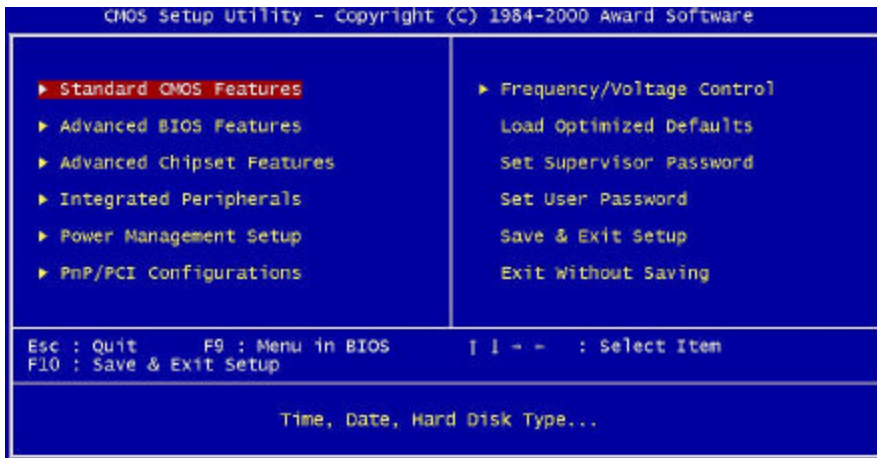 CMOS Setup Utility – Copyright (C) 1984–2000 Award Software
▶ Standard CMOS Features
▶ Advanced BIOS Features
▶ Advanced Chipset Features
▶ Integrated Peripherals
▶ Power Management Setup
▶ PnP/PCI Configurations
▶ Frequency/Voltage Control
Load Optimized Defaults
Set Supervisor Password
Set User Password
Save & Exit Setup
Exit Without Saving
Esc : Quit F9 : Menu in BIOS ↑ ↓ → ← : Select Item
F10 : Save & Exit Setup
Time, Date, Hard Disk Type...